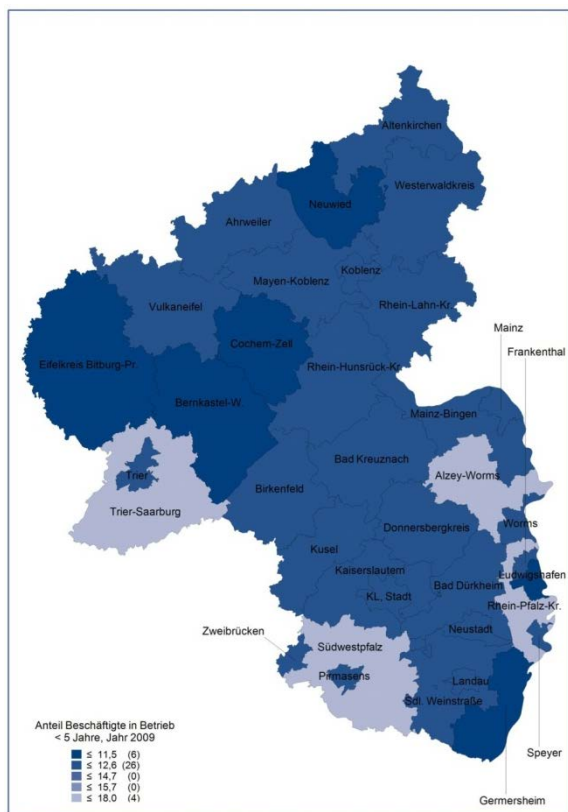 Altenkirchen
Neuwied
Westerwaldkreis
Ahrweiler
Koblenz
Mayen-Koblenz
Rhein-Lahn-Kr.
Vulkaneifel
Mainz
Cochem-Zell
Frankenthal
Eifelkreis Bitburg-Pr.
Rhein-Hunsrück-Kr.
Bernkastel-W.
Mainz-Bingen
Bad Kreuznach
Alzey-Worms
Trier
Birkenfeld
Trier-Saarburg
Donnersbergkreis
Worms
Kusel
Kaiserslautern
Ludwigshafen
Bad Dürkheim
KL, Stadt
Rhein-Pfalz-Kr.
Zweibrücken
Neustadt
Südwestpfalz
Pirmasens
Landau
Sdl. Weinstraße
Anteil Beschäftigte in Betrieb
< 5 Jahre, Jahr 2009
≤ 11,5 (6)
≤ 12,6 (26)
≤ 14,7 (0)
≤ 15,7 (0)
≤ 18,0 (4)
Speyer
Germersheim